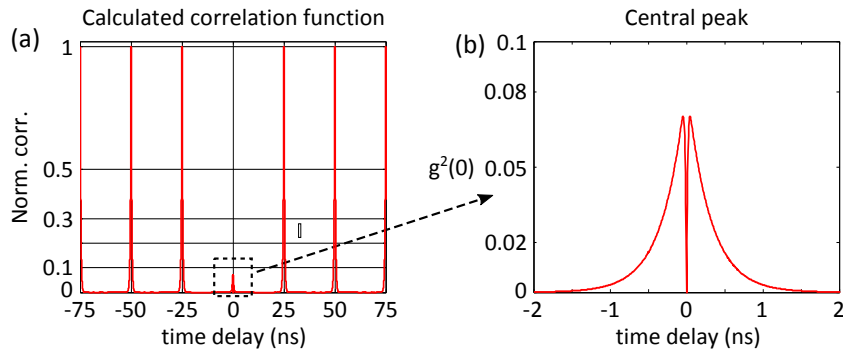 Calculated correlation function
(a)
Norm. corr.
1
0.5
0.3
0.1
0
-75 -50 -25 0 25 50 75
time delay (ns)
Central peak
(b)
g²(0)
0.1
0.08
0.05
0.02
0
-2 -1 0 1 2
time delay (ns)